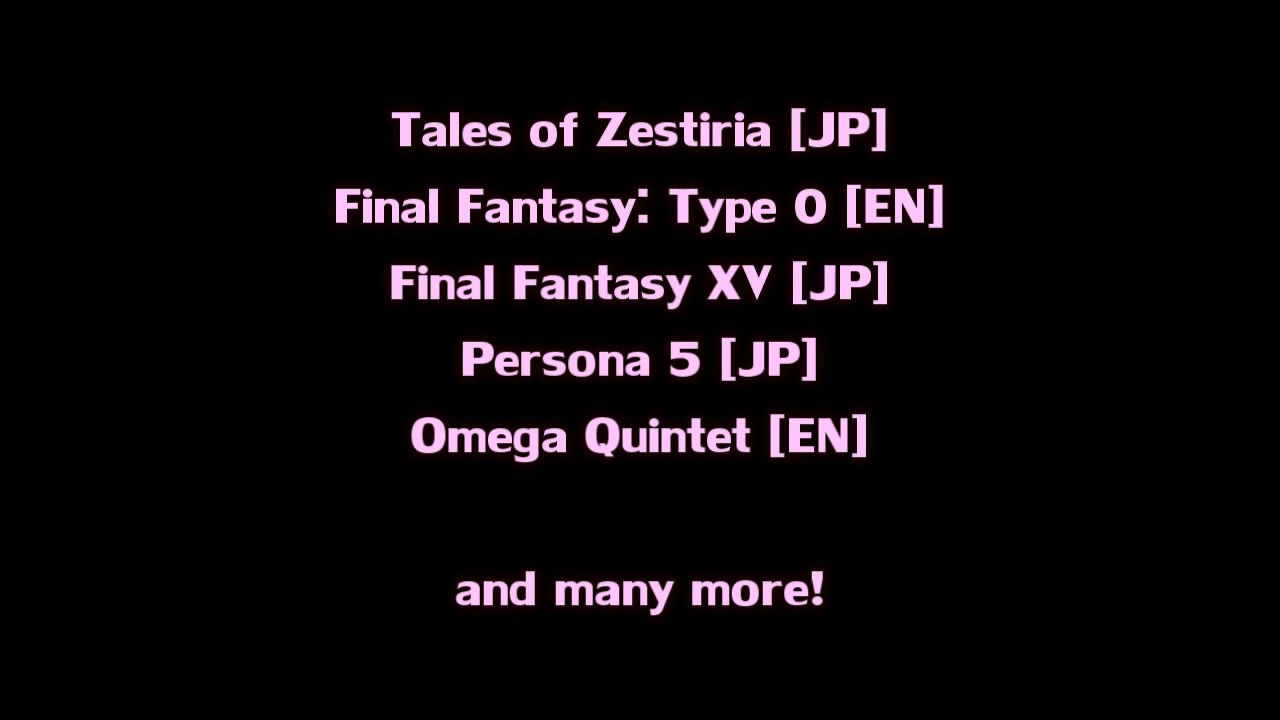 Tales of Zestiria [JP]
Final Fantasy: Type 0 [EN]
Final Fantasy XV [JP]
Persona 5 [JP]
Omega Quintet [EN]
and many more!